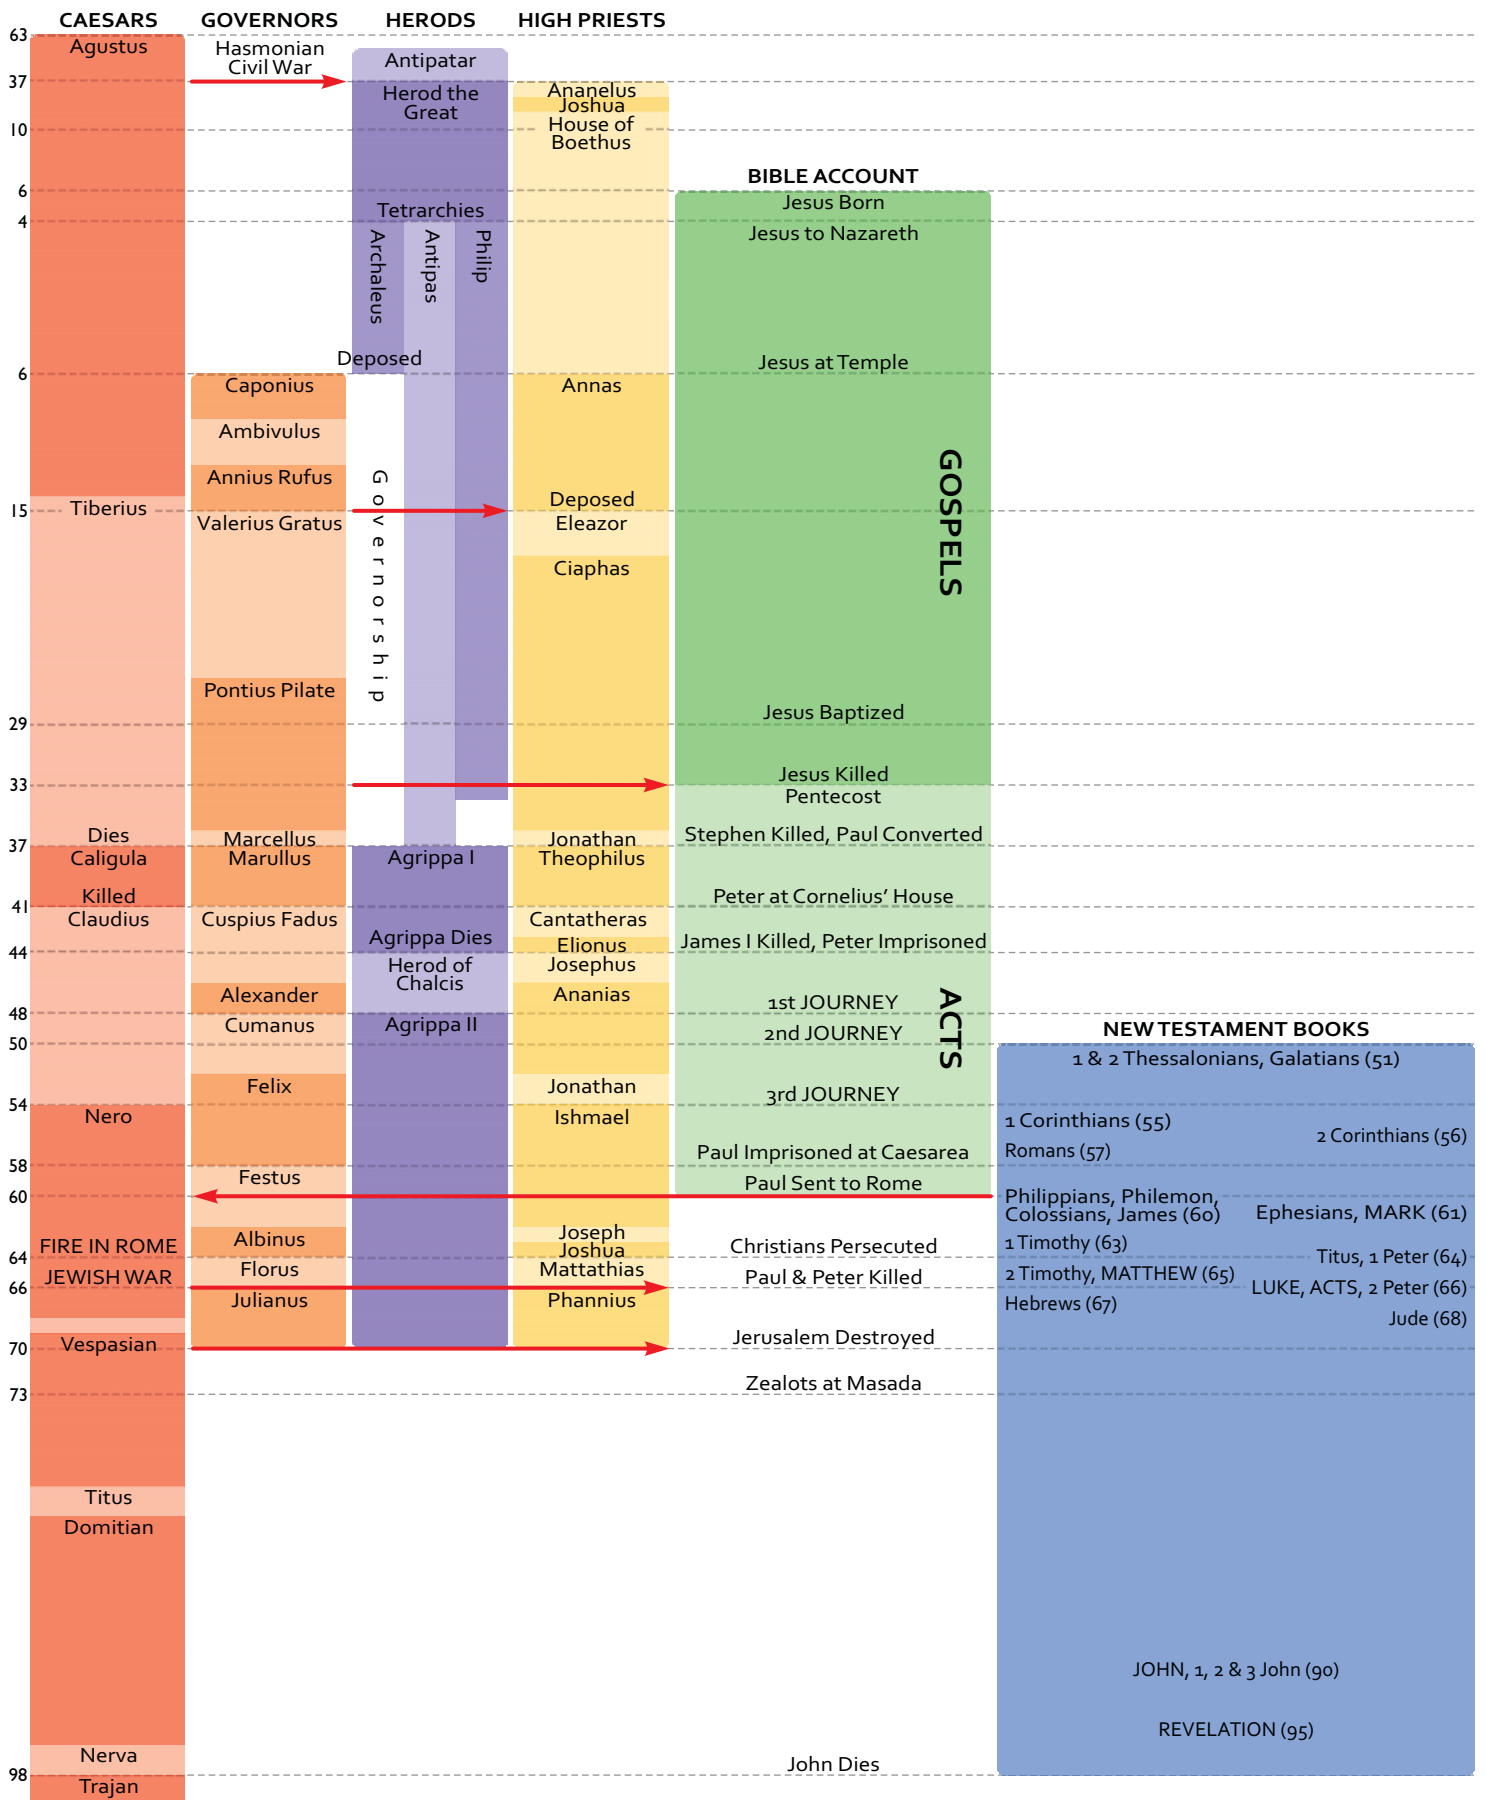 CAESARS
GOVERNORS
HERODS
HIGH PRIESTS
63
Agustus
Hasmonian
Civil War
Antipatar
37
Herod the
Great
Ananelus
Joshua
House of
Boethus
10
BIBLE ACCOUNT
6
Jesus Born
Tetrarchies
4
Jesus to Nazareth
Archaleus
Antipas
Philip
Deposed
Jesus at Temple
6
Caponius
Annas
Ambivulus
Annius Rufus
Governorship
GOSPELS
Deposed
15
Tiberius
Valerius Gratus
Eleazor
Ciaphas
Pontius Pilate
Jesus Baptized
29
Jesus Killed
33
Pentecost
Dies
Marcellus
Jonathan
Stephen Killed, Paul Converted
37
Caligula
Marullus
Agrippa I
Theophilus
Killed
Peter at Cornelius' House
41
Claudius
Cuspius Fadus
Cantatheras
Agrippa Dies
Elionus
James I Killed, Peter Imprisoned
44
Herod of
Chalcis
Josephus
Alexander
Ananias
1st JOURNEY
ACTS
48
Cumanus
Agrippa II
2nd JOURNEY
NEW TESTAMENT BOOKS
50
1 & 2 Thessalonians, Galatians (51)
Felix
Jonathan
3rd JOURNEY
54
Nero
Ishmael
1 Corinthians (55)
2 Corinthians (56)
Romans (57)
Paul Imprisoned at Caesarea
58
Festus
Paul Sent to Rome
60
Philippians, Philemon,
Colossians, James (60)
Ephesians, MARK (61)
Albinus
Joseph
FIRE IN ROME
Joshua
Christians Persecuted
1 Timothy (63)
64
Titus, 1 Peter (64)
JEWISH WAR
Florus
Mattathias
Paul & Peter Killed
2 Timothy, MATTHEW (65)
66
LUKE, ACTS, 2 Peter (66)
Julianus
Phannius
Hebrews (67)
Jude (68)
Vespasian
Jerusalem Destroyed
70
Zealots at Masada
73
Titus
Domitian
JOHN, 1, 2 & 3 John (90)
REVELATION (95)
Nerva
John Dies
98
Trajan